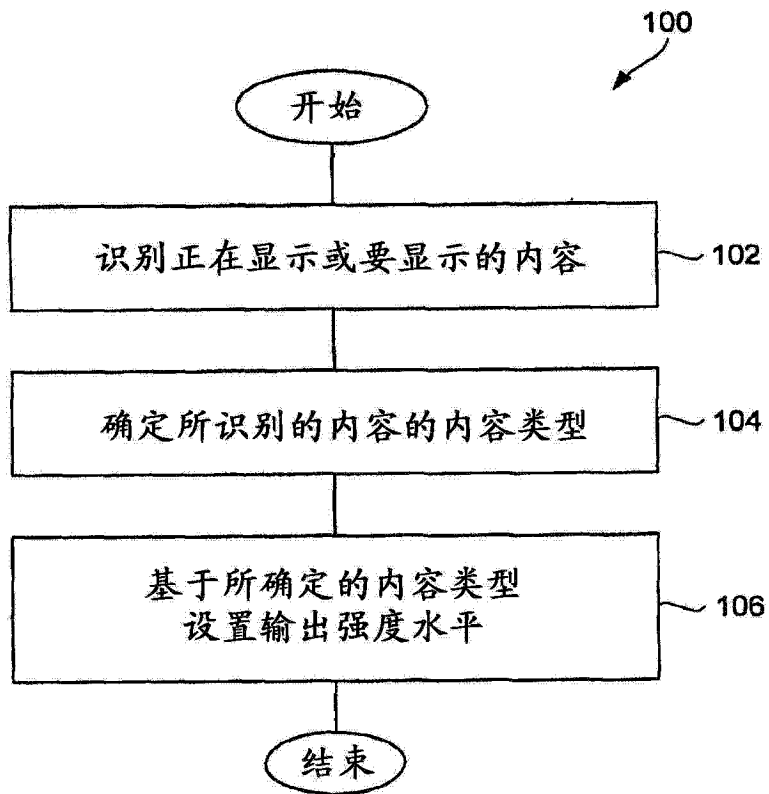 100
开始
识别正在显示或要显示的内容
102
确定所识别的内容的内容类型
104
基于所确定的内容类型
设置输出强度水平
106
结束